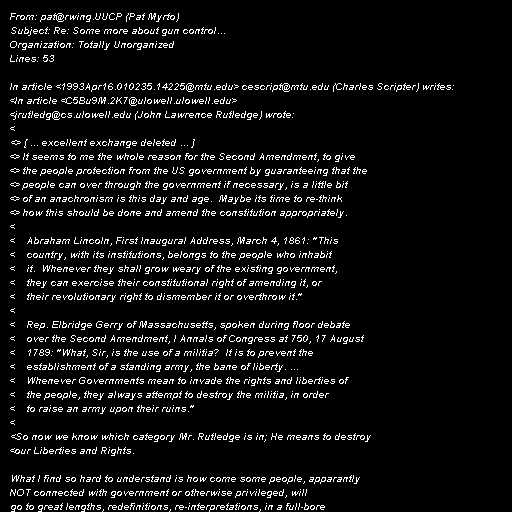 From: pat@rwing.UUCP (Pat Myrto)
Subject: Re: Some more about gun control...
Organization: Totally Unorganized
Lines: 53

In article <1993Apr16.010235.14225@mtu.edu> cescript@mtu.edu (Charles Scripter) writes:
<In article <C5Bu9M.2K7@ulowell.ulowell.edu>
<jrutledg@cs.ulowell.edu (John Lawrence Rutledge) wrote:
<
<> [ ... excellent exchange deleted ... ]
<> It seems to me the whole reason for the Second Amendment, to give
<> the people protection from the US government by guaranteeing that the
<> people can over through the government if necessary, is a little bit
<> of an anachronism is this day and age.  Maybe its time to re-think
<> how this should be done and amend the constitution appropriately.
<
<   Abraham Lincoln, First Inaugural Address, March 4, 1861: "This
<   country, with its institutions, belongs to the people who inhabit
<   it.  Whenever they shall grow weary of the existing government,
<   they can exercise their constitutional right of amending it, or
<   their revolutionary right to dismember it or overthrow it."
<
<   Rep. Elbridge Gerry of Massachusetts, spoken during floor debate
<   over the Second Amendment, I Annals of Congress at 750, 17 August
<   1789: "What, Sir, is the use of a militia?  It is to prevent the
<   establishment of a standing army, the bane of liberty. ...
<   Whenever Governments mean to invade the rights and liberties of
<   the people, they always attempt to destroy the militia, in order
<   to raise an army upon their ruins."
<
<So now we know which category Mr. Rutledge is in; He means to destroy
<our Liberties and Rights.

What I find so hard to understand is how come some people, apparantly
NOT connected with government or otherwise privileged, will
go to great lengths, redefinitions, re-interpretations, in a full-bore